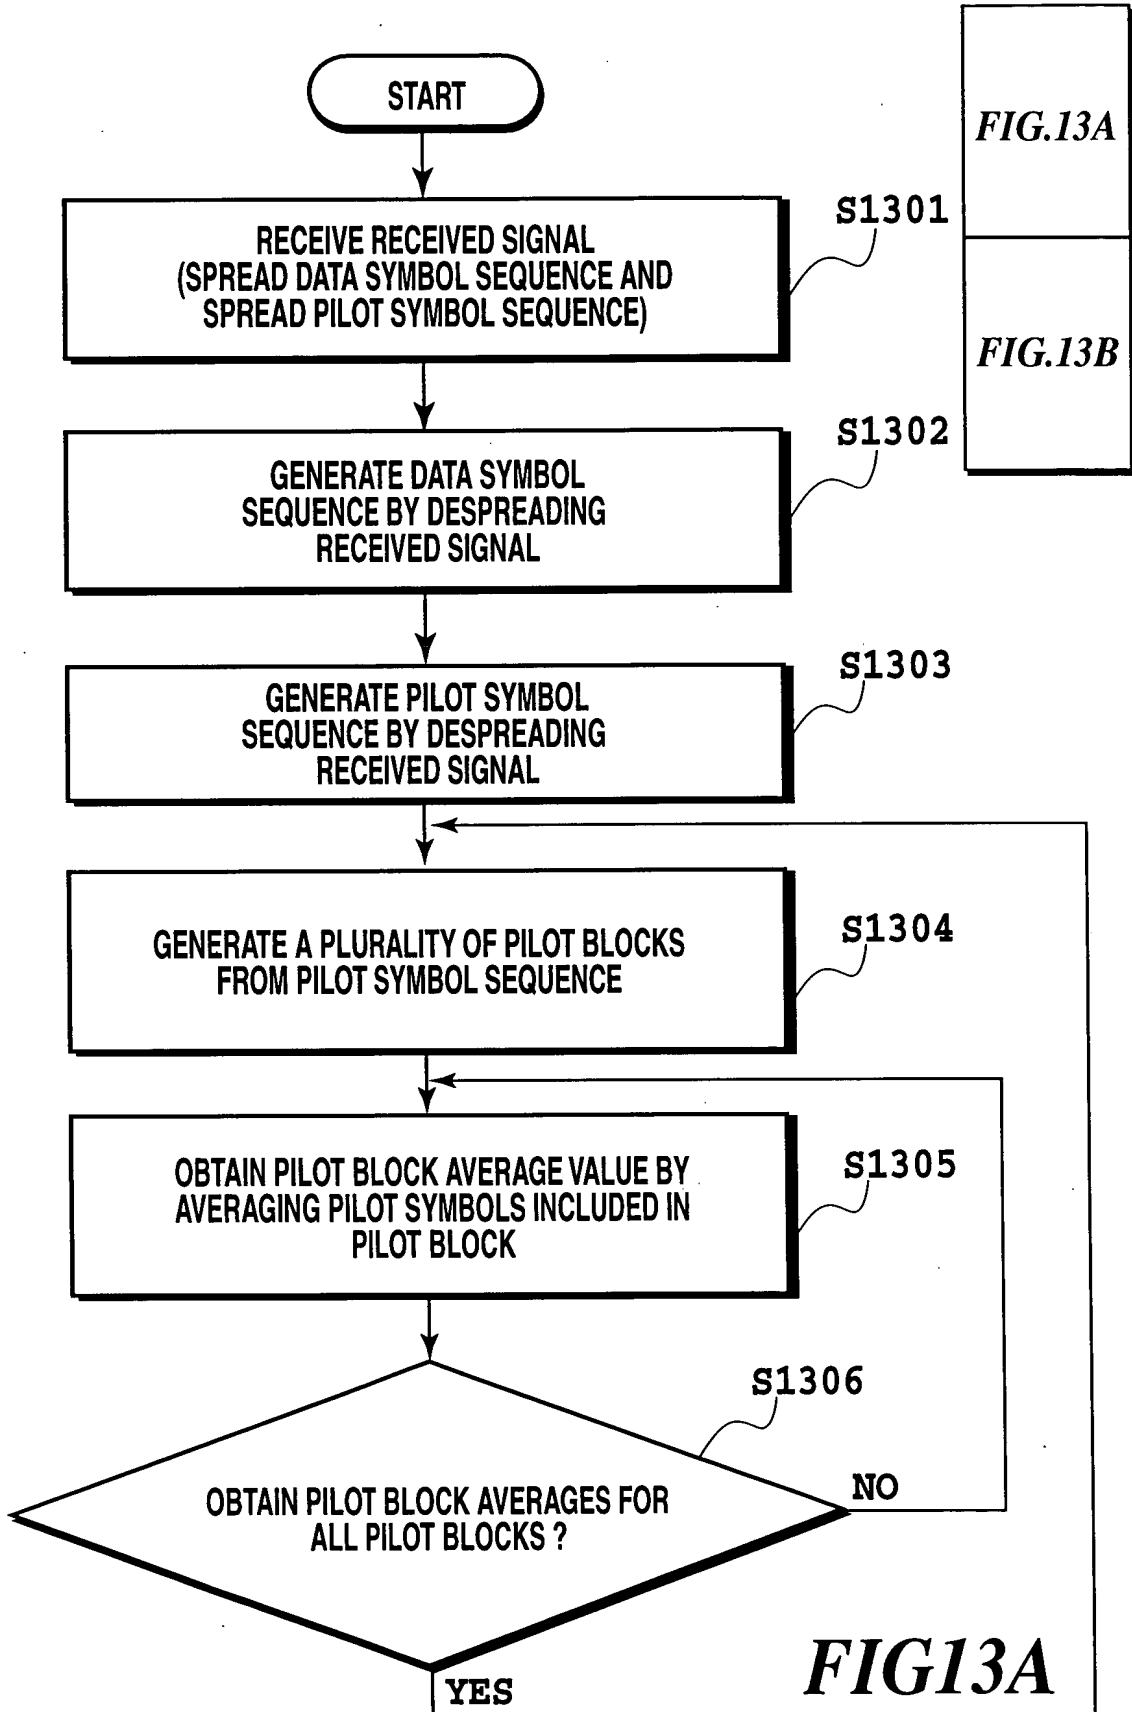 START
FIG.13A
FIG.13B
S1301
RECEIVE RECEIVED SIGNAL
(SPREAD DATA SYMBOL SEQUENCE AND
SPREAD PILOT SYMBOL SEQUENCE)
S1302
GENERATE DATA SYMBOL
SEQUENCE BY DESPREADING
RECEIVED SIGNAL
S1303
GENERATE PILOT SYMBOL
SEQUENCE BY DESPREADING
RECEIVED SIGNAL
S1304
GENERATE A PLURALITY OF PILOT BLOCKS
FROM PILOT SYMBOL SEQUENCE
S1305
OBTAIN PILOT BLOCK AVERAGE VALUE BY
AVERAGING PILOT SYMBOLS INCLUDED IN
PILOT BLOCK
S1306
OBTAIN PILOT BLOCK AVERAGES FOR
ALL PILOT BLOCKS ?
NO
YES
FIG13A